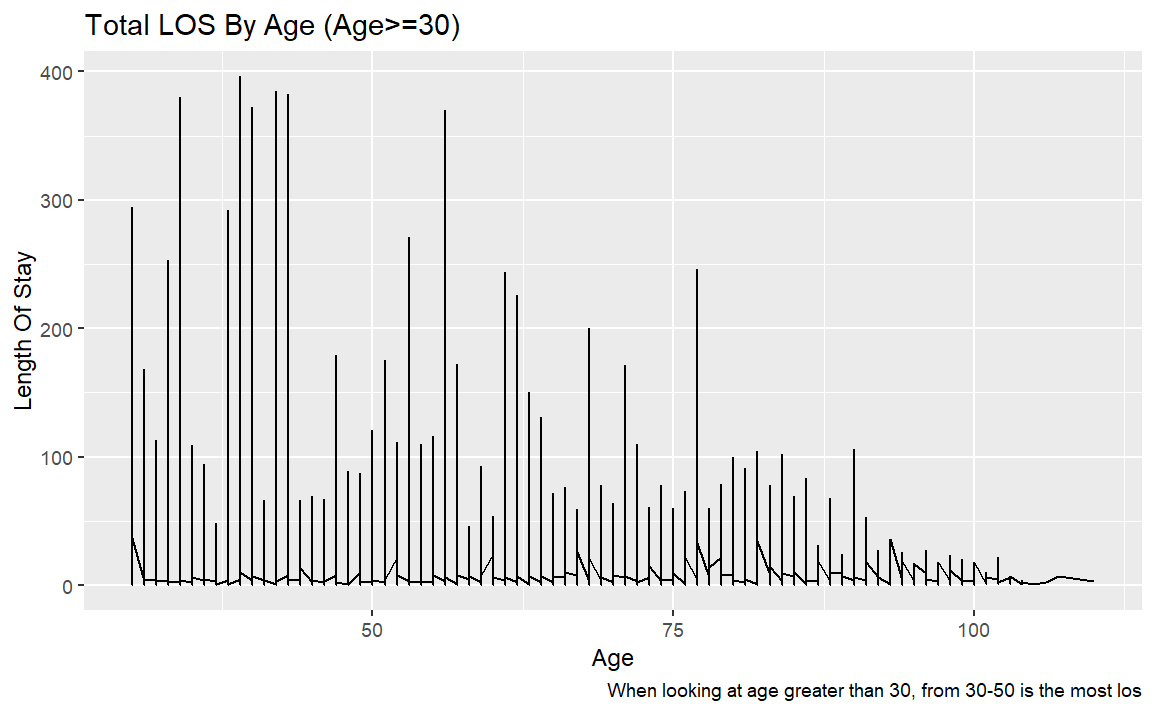 Total LOS By Age (Age>=30)
400
300
200
100
0
Length Of Stay
50 75 100
Age
When looking at age greater than 30, from 30-50 is the most los